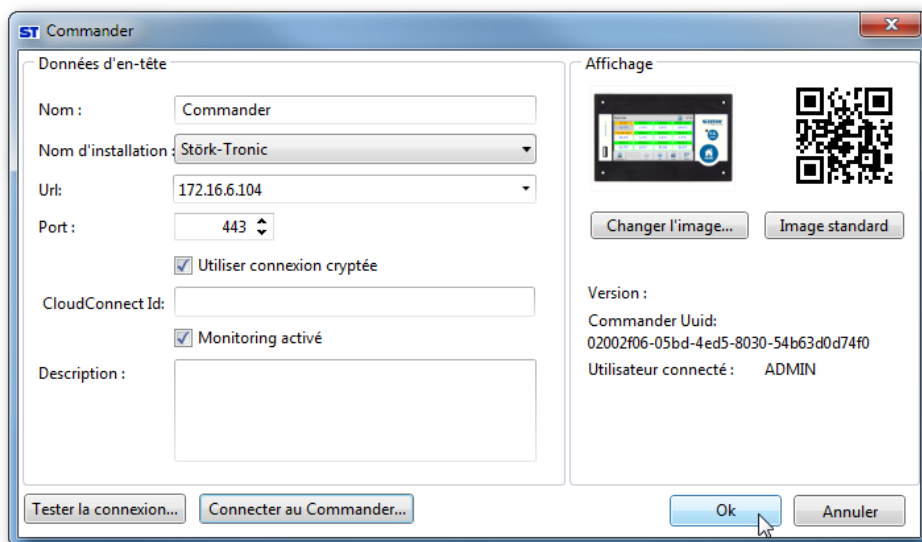 ST Commander
Données d'en-tête
Nom : Commander
Nom d'installation : Störk-Tronic
Url: 172.16.6.104
Port : 443
Utiliser connexion cryptée
CloudConnect Id:
Monitoring activé
Description :
Tester la connexion... Connecter au Commander...
Affichage
Changer l'image... Image standard
Version :
Commander Uuid:
02002f06-05bd-4ed5-8030-54b63d0d74f0
Utilisateur connecté : ADMIN
Ok Annuler